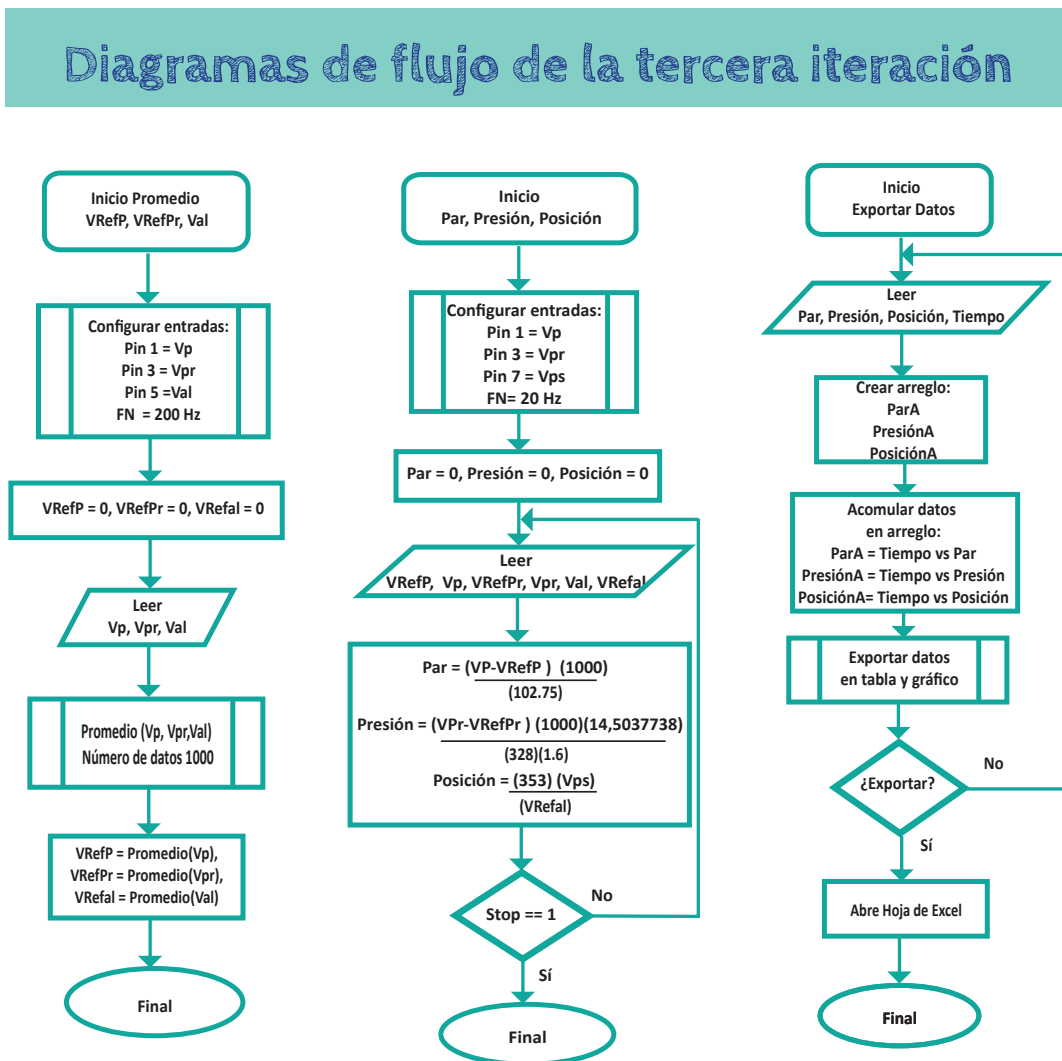 Diagramas de flujo de la tercera iteración
Inicio Promedio
VRefP, VRefPr, Val
Configurar entradas:
Pin 1 = Vp
Pin 3 = Vpr
Pin 5 =Val
FN = 200 Hz
VRefP = 0, VRefPr = 0, VRefal = 0
Leer
Vp, Vpr, Val
Promedio (Vp, Vpr,Val)
Número de datos 1000
VRefP = Promedio(Vp),
VRefPr = Promedio(Vpr),
VRefal = Promedio(Val)
Final
Inicio
Par, Presión, Posición
Configurar entradas:
Pin 1 = Vp
Pin 3 = Vpr
Pin 7 = Vps
FN= 20 Hz
Par = 0, Presión = 0, Posición = 0
Leer
VRefP, Vp, VRefPr, Vpr, Val, VRefal
Par = (VP-VRefP ) (1000)
(102.75)
Presión = (VPr-VRefPr ) (1000)(14,5037738)
(328)(1.6)
Posición = (353) (Vps)
(VRefal)
Stop == 1
No
Sí
Final
Inicio
Exportar Datos
Leer
Par, Presión, Posición, Tiempo
Crear arreglo:
ParA
PresiónA
PosiciónA
Acomular datos
en arreglo:
ParA = Tiempo vs Par
PresiónA = Tiempo vs Presión
PosiciónA= Tiempo vs Posición
Exportar datos
en tabla y gráfico
¿Exportar?
No
Sí
Abre Hoja de Excel
Final